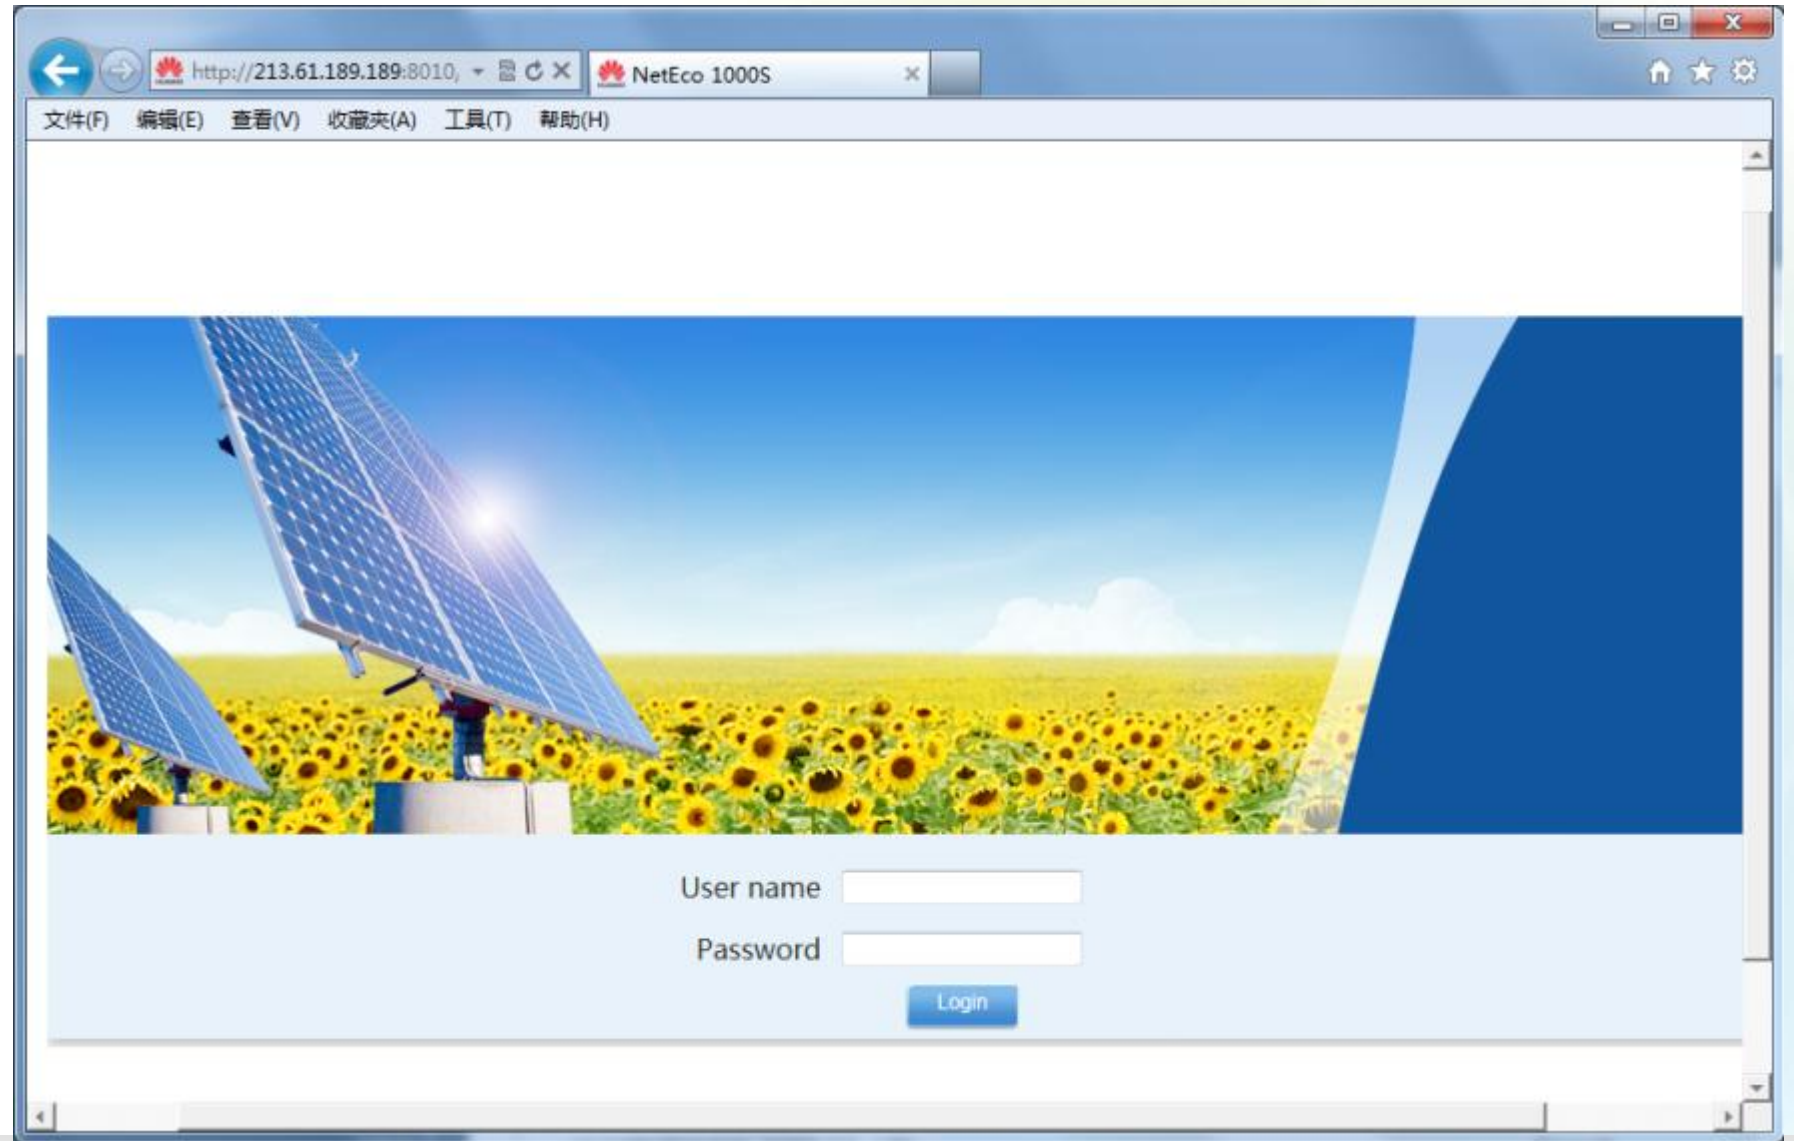 http://213.61.189.189:8010,
NetEco 1000S
文件(F) 编辑(E) 查看(V) 收藏夹(A) 工具(T) 帮助(H)
User name
Password
Login